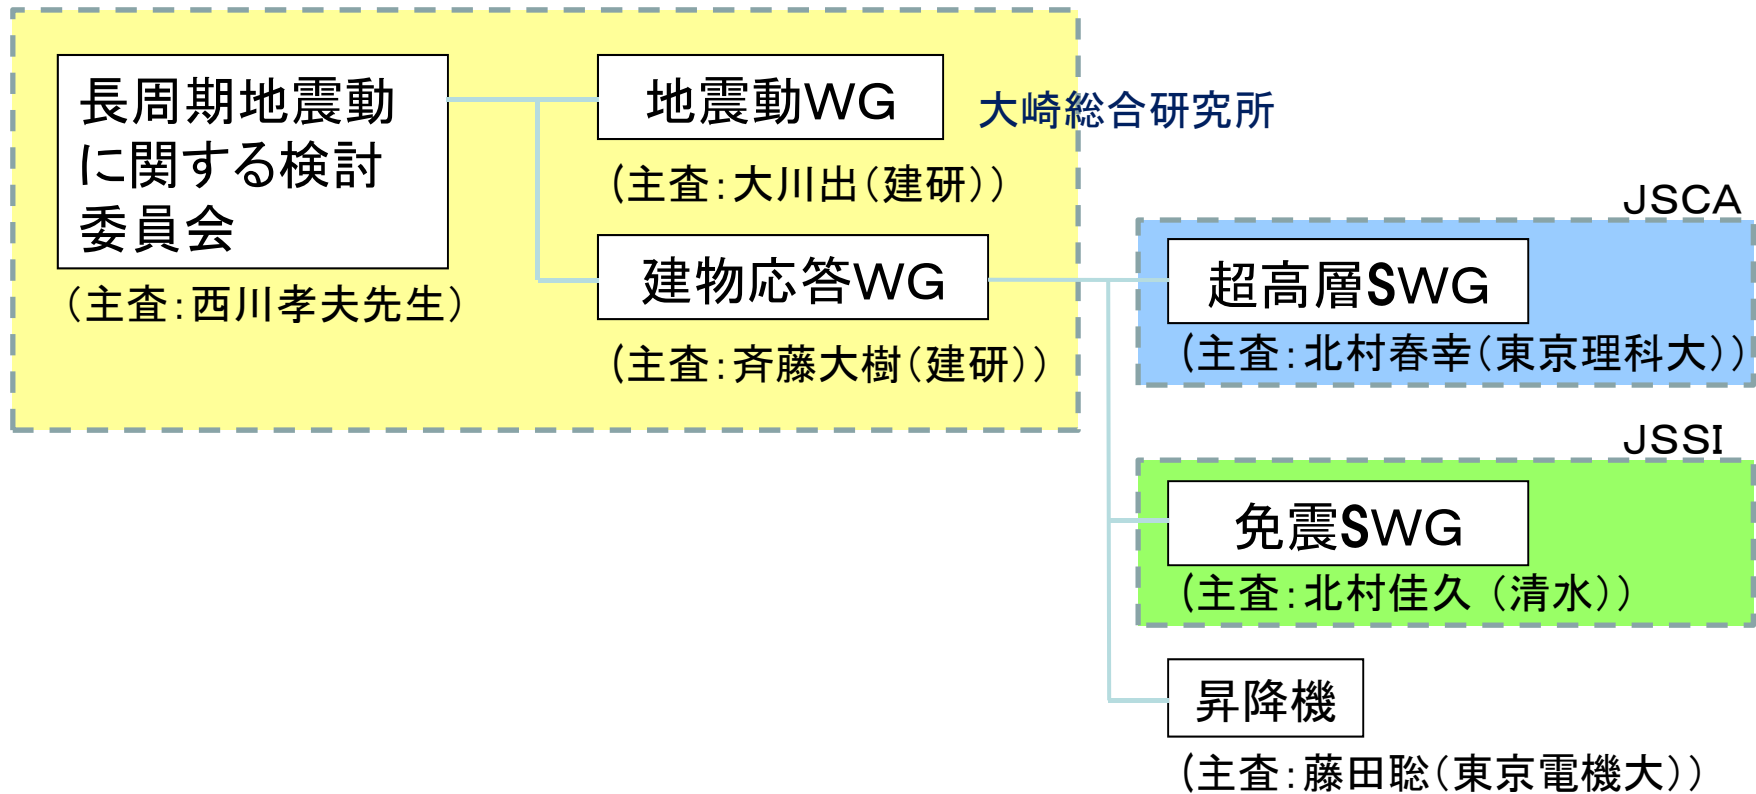 長周期地震動
に関する検討
委員会
（主査：西川孝夫先生）
地震動WG
大崎総合研究所
（主査：大川出（建研））
建物応答WG
（主査：斉藤大樹（建研））
JSCA
超高層SWG
（主査：北村春幸（東京理科大））
JSSI
免震SWG
（主査：北村佳久（清水））
昇降機
（主査：藤田聡（東京電機大））